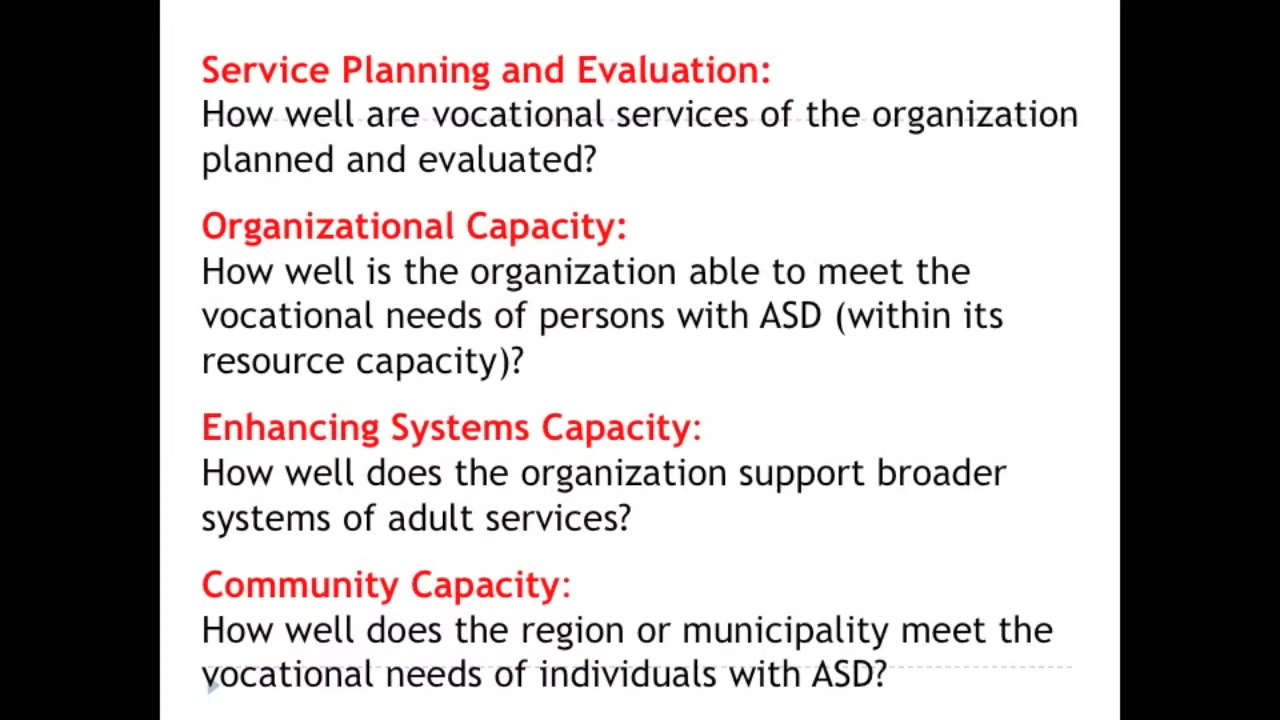 Service Planning and Evaluation:
How well are vocational services of the organization
planned and evaluated?
Organizational Capacity:
How well is the organization able to meet the
vocational needs of persons with ASD (within its
resource capacity)?
Enhancing Systems Capacity:
How well does the organization support broader
systems of adult services?
Community Capacity:
How well does the region or municipality meet the
vocational needs of individuals with ASD?